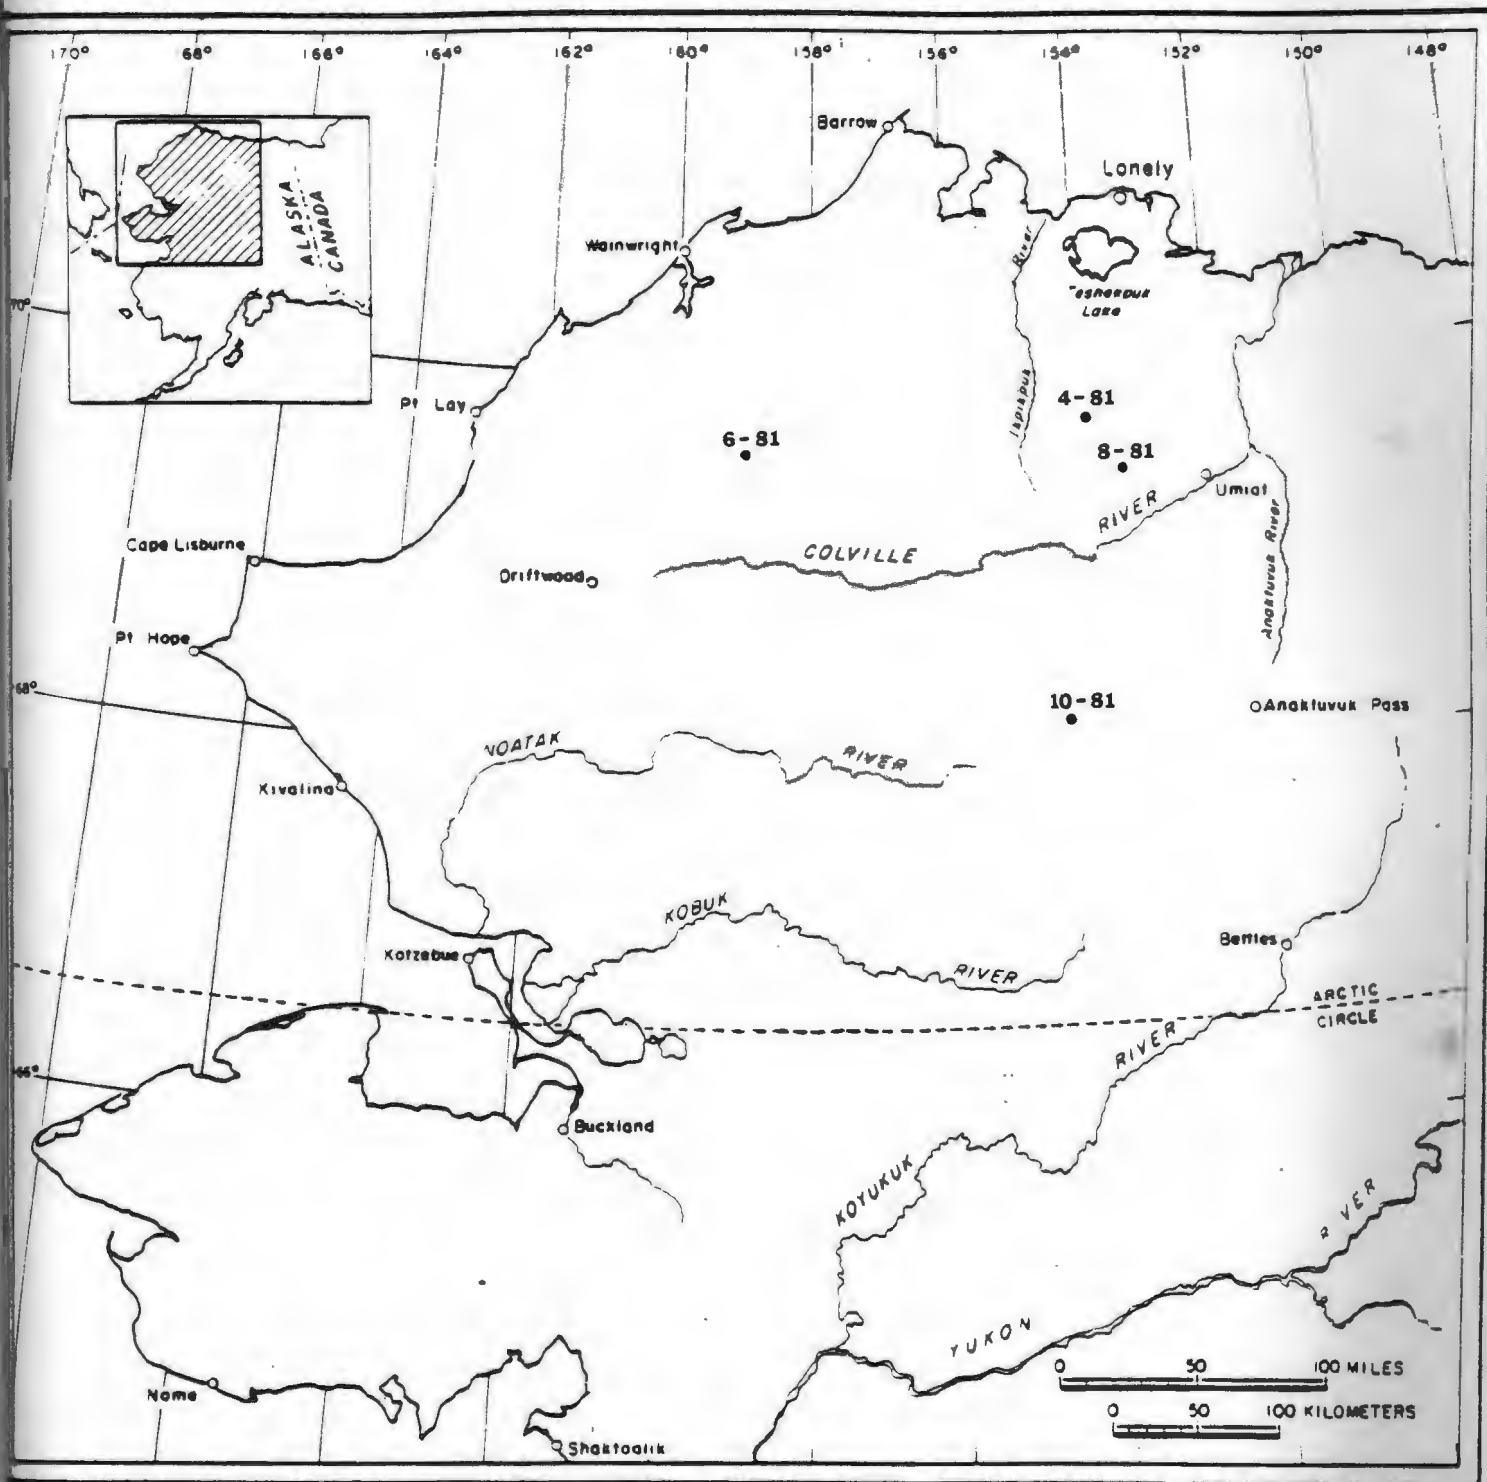 170° 168° 166° 164° 162° 160° 158° 156° 154° 152° 150° 148°
Barrow
Lonely
ALASKA
CANADA
Wainwright
River
70°
Lake
Pt Lay
4-81
6-81
8-81
Umiat
RIVER
Cape Lisburne
COLVILLE
Driftwood
Anaktuvuk River
Pt Hope
68°
10-81
Anaktuvuk Pass
NOATAK
RIVER
Kivalina
KOBUK
Bettles
Kotzebue
RIVER
ARCTIC
CIRCLE
RIVER
66°
Buckland
KOYUKUK
YUKON
0 50 100 MILES
Nome
0 50 100 KILOMETERS
Shaktoolik